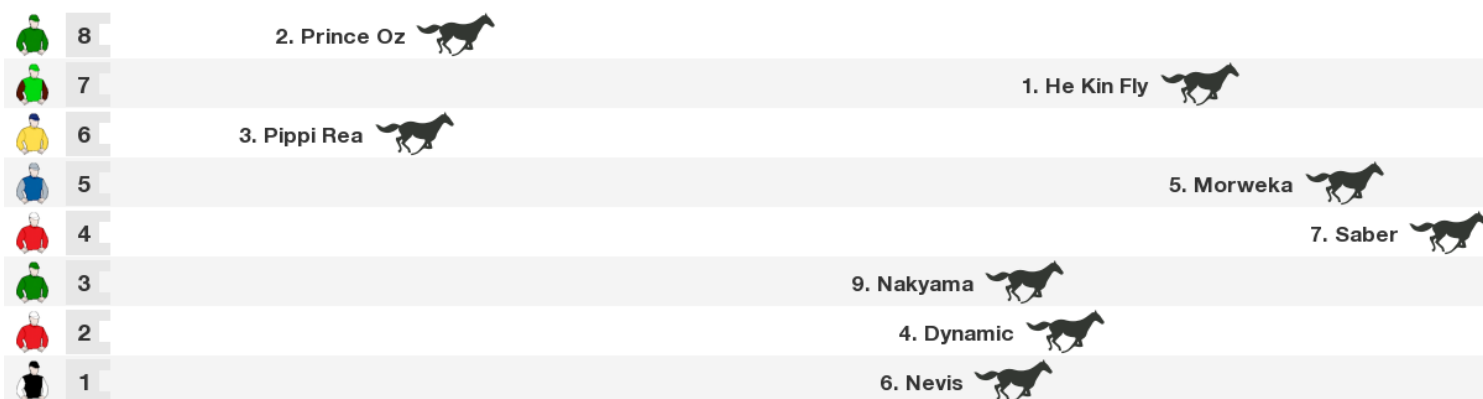 8 2. Prince Oz
7 1. He Kin Fly
6 3. Pippi Rea
5 5. Morweka
4 7. Saber
3 9. Nakyama
2 4. Dynamic
1 6. Nevis